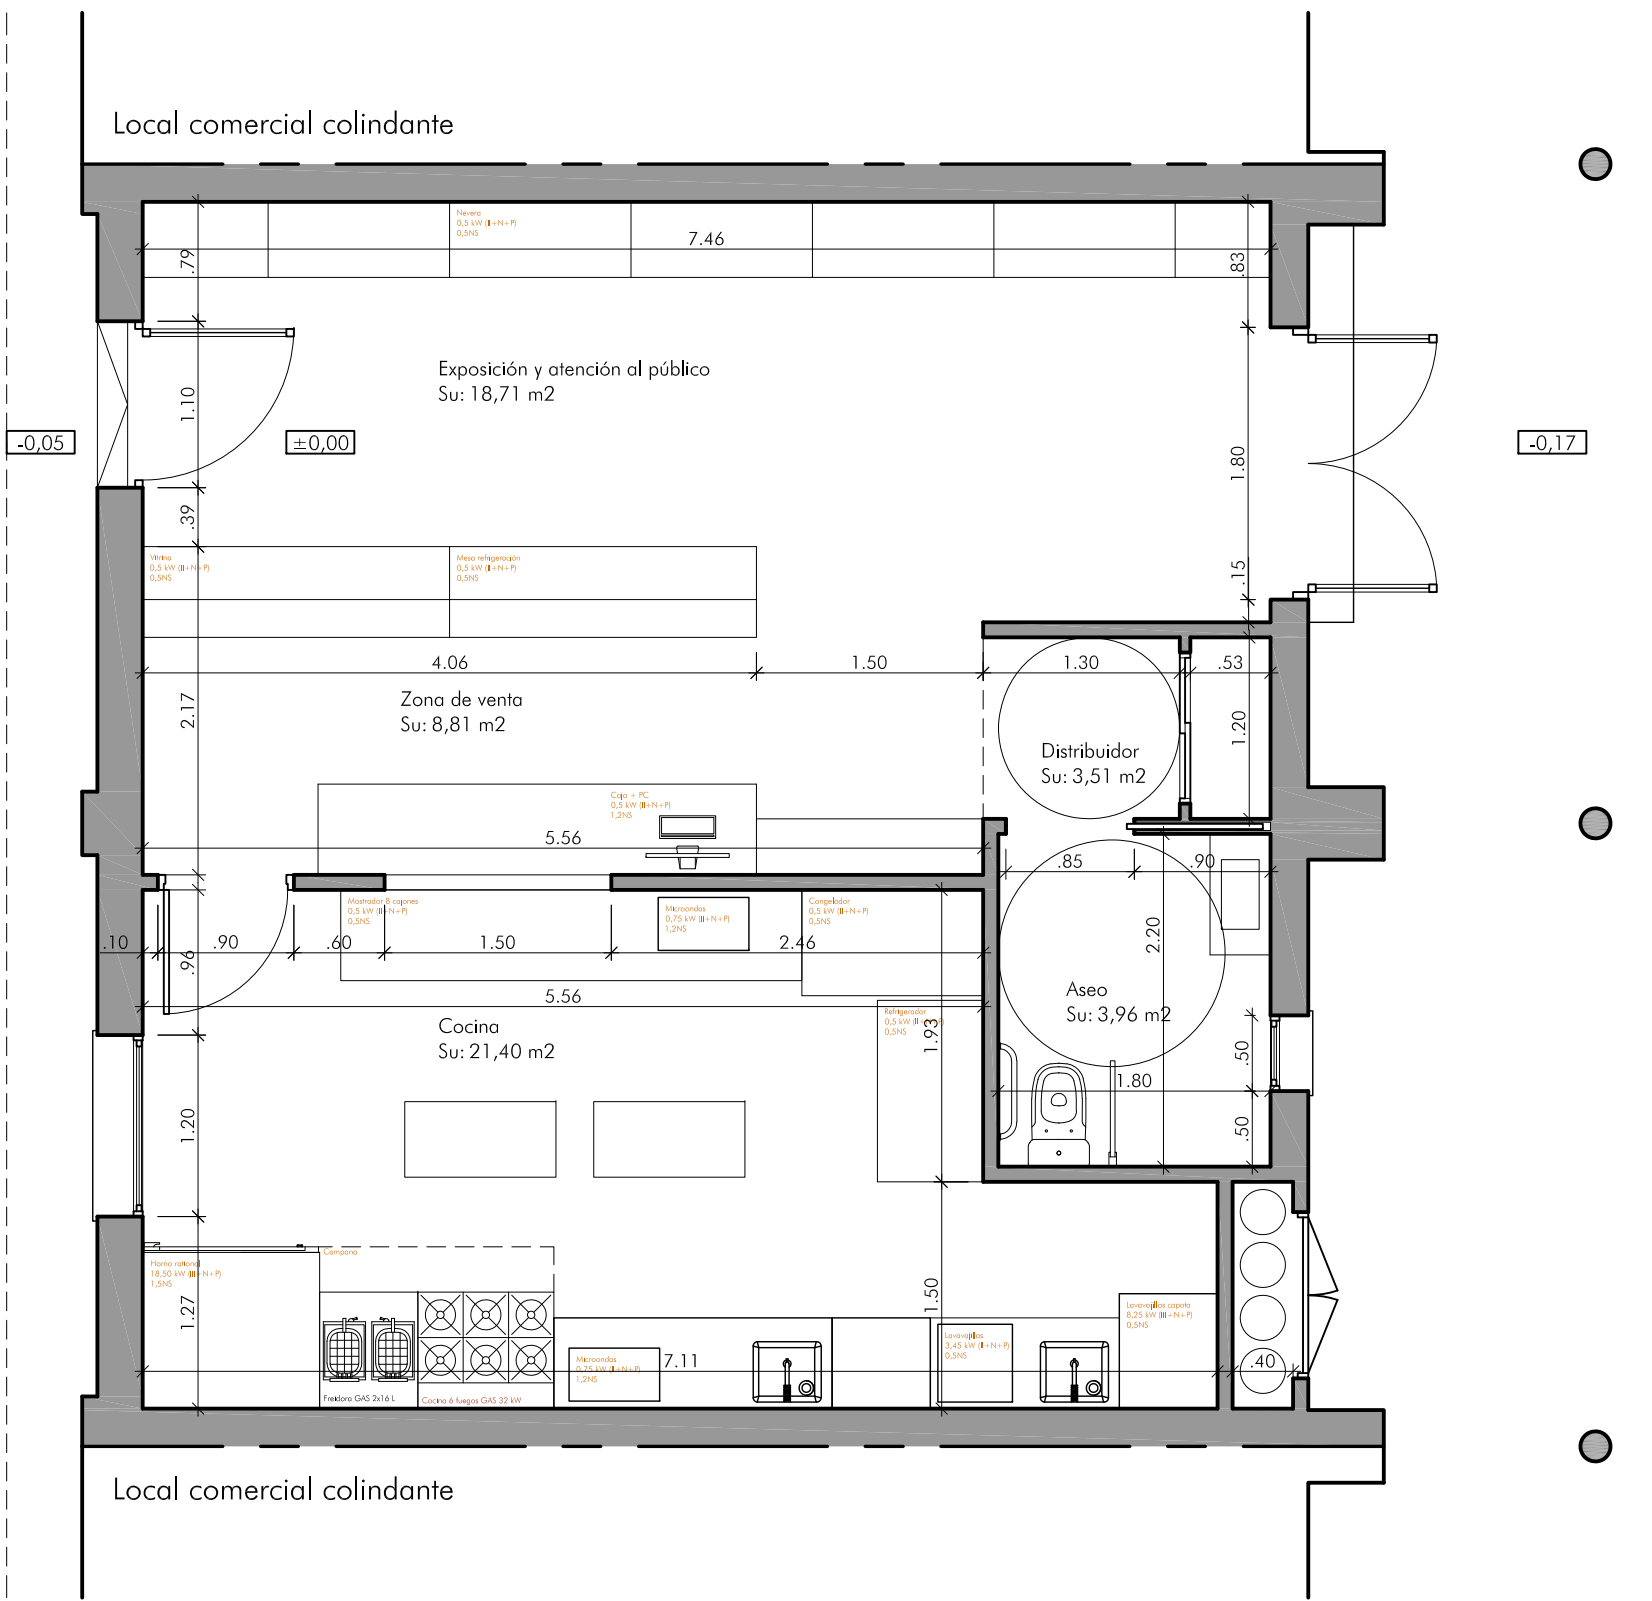 Local comercial colindante
Nevera
0,5 kW (II+N+P)
0,5NS
7.46
.79
.83
Exposición y atención al público
Su: 18,71 m2
1.10
-0,05
±0,00
1.80
-0,17
.39
Vitrina
0,5 kW (II+N+P)
0,5NS
Mesa refrigeración
0,5 kW (II+N+P)
0,5NS
.15
4.06
1.50
1.30
.53
Zona de venta
Su: 8,81 m2
2.17
1.20
Distribuidor
Su: 3,51 m2
Caja + PC
0,5 kW (II+N+P)
1,2NS
5.56
.85
.90
Mostrador 8 cajones
0,5 kW (II+N+P)
0,5NS
Microondas
0,75 kW (II+N+P)
1,2NS
Congelador
0,5 kW (II+N+P)
0,5NS
.10
.90
.60
1.50
2.46
.96
2.20
5.56
Aseo
Su: 3,96 m2
Refrigerador
0,5 kW (II+N+P)
0,5NS
Cocina
Su: 21,40 m2
1.93
.50
1.80
1.20
.50
Campana
Horno rational
18,50 kW (III+N+P)
1,5NS
1.27
1.50
Lavavajillas capota
8,25 kW (III+N+P)
0,5NS
Lavavajillas
3,45 kW (II+N+P)
0,5NS
Microondas
0,75 kW (II+N+P)
1,2NS
7.11
.40
Freidora GAS 2x16 L
Cocina 6 fuegos GAS 32 kW
Local comercial colindante